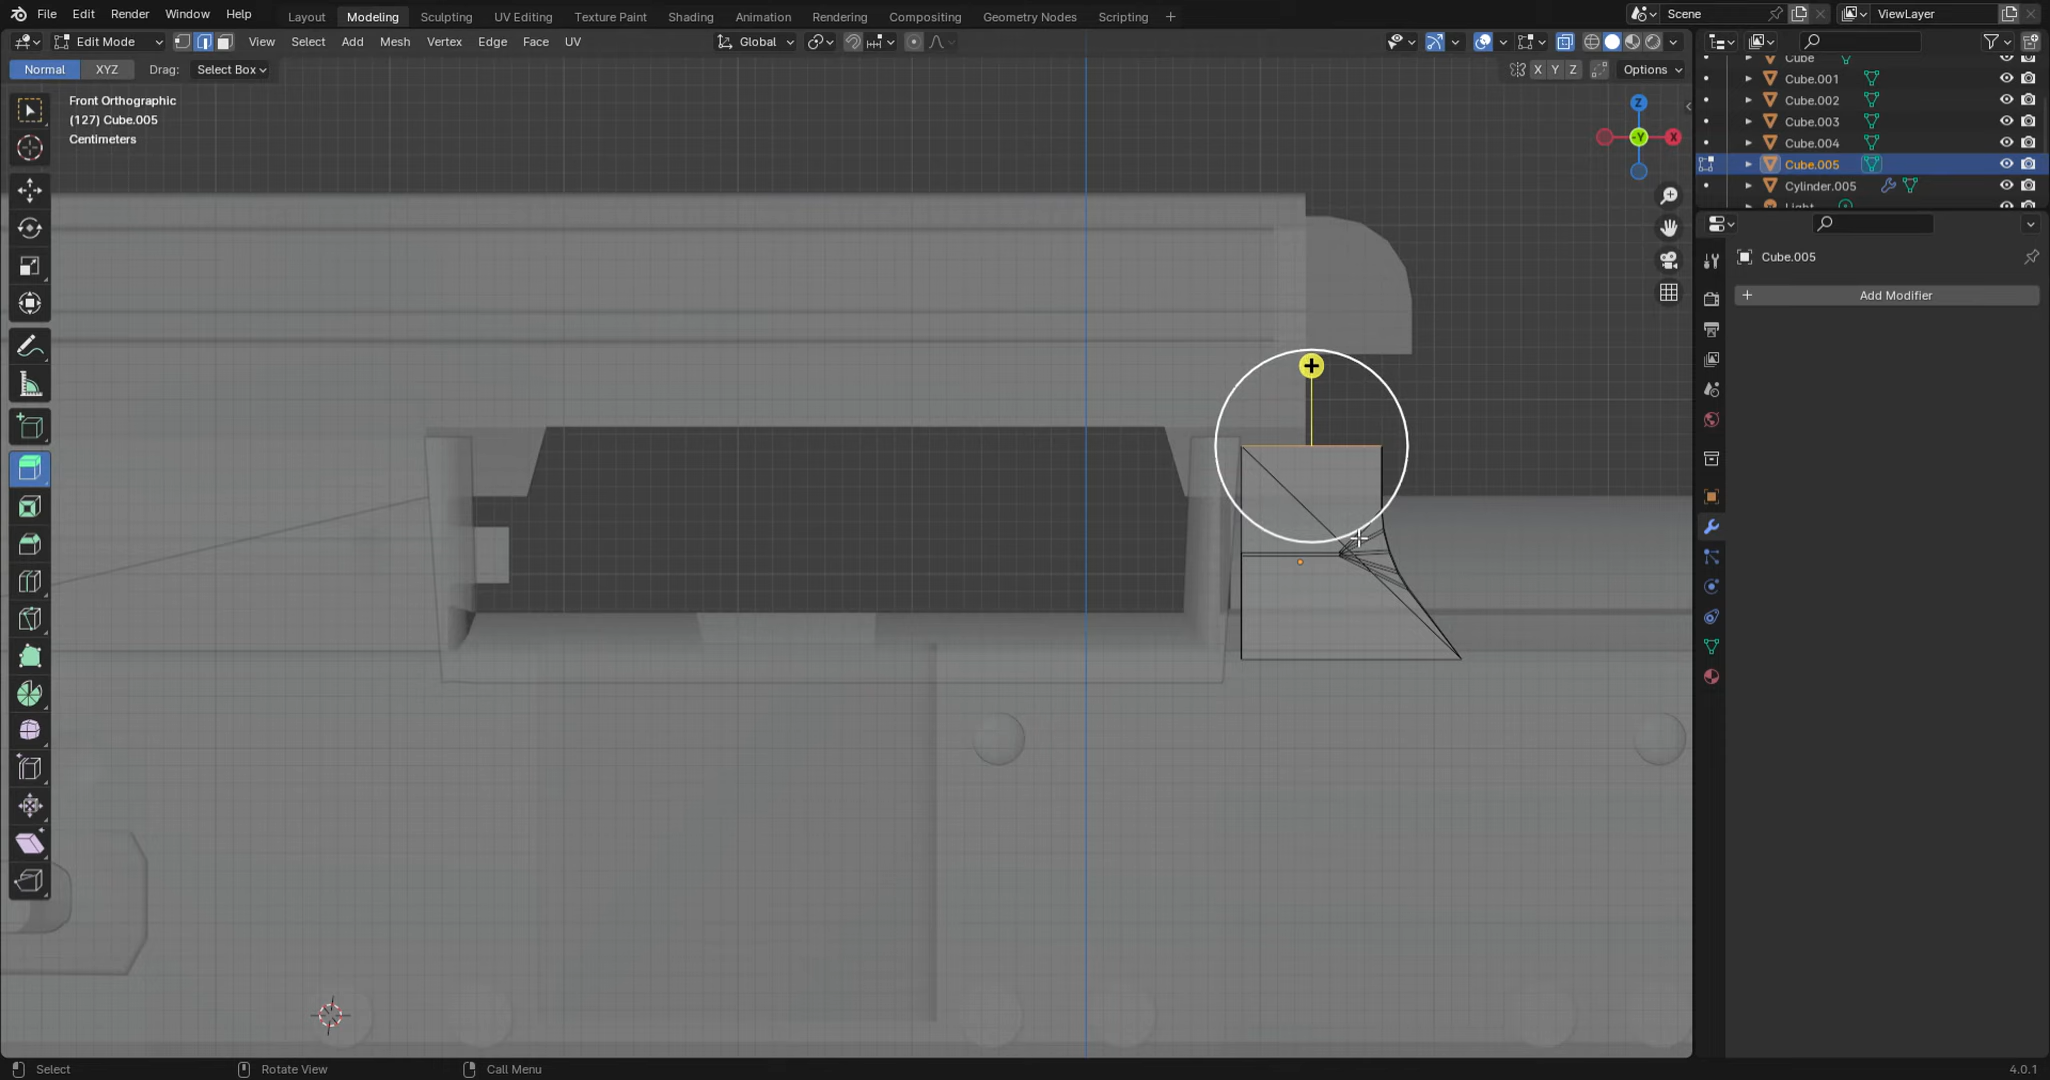 File Edit Render Window Help Layout Modeling Sculpting UV Editing Texture Paint Shading Animation Rendering Compositing Geometry Nodes Scripting + Scene ViewLayer
Edit Mode View Select Add Mesh Vertex Edge Face UV Global
Normal XYZ Drag: Select Box X Y Z Options
Front Orthographic
(127) Cube.005
Centimeters
Z
-Y
X
Cube
Cube.001
Cube.002
Cube.003
Cube.004
Cube.005
Cylinder.005
Light
Cube.005
+ Add Modifier
Select Rotate View Call Menu 4.0.1